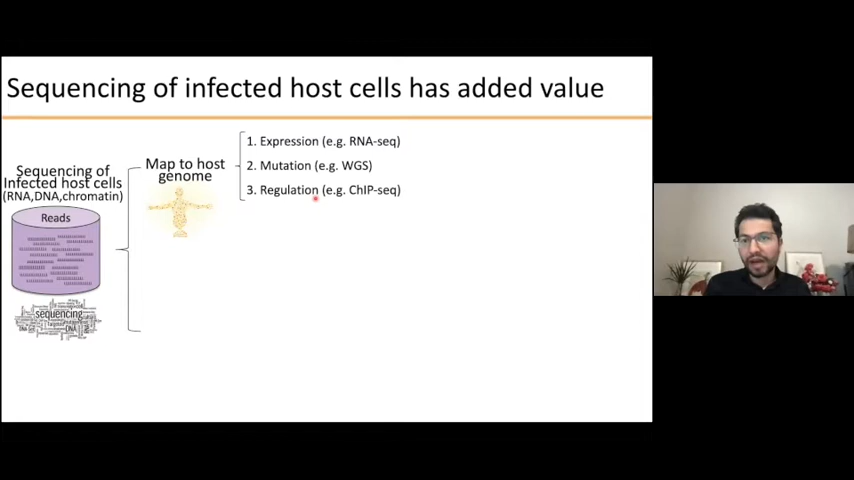 Sequencing of infected host cells has added value
Sequencing of
Infected host cells
(RNA,DNA,chromatin)
Reads
sequencing
DNA
Map to host
genome
1. Expression (e.g. RNA-seq)
2. Mutation (e.g. WGS)
3. Regulation (e.g. ChIP-seq)